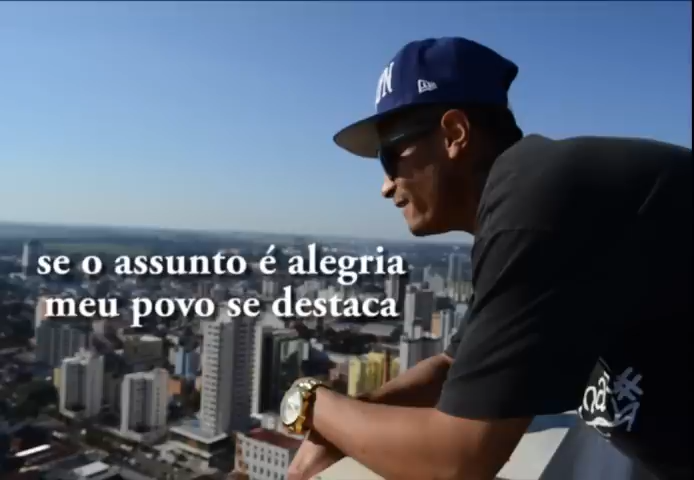 se o assunto é alegria
meu povo se destaca